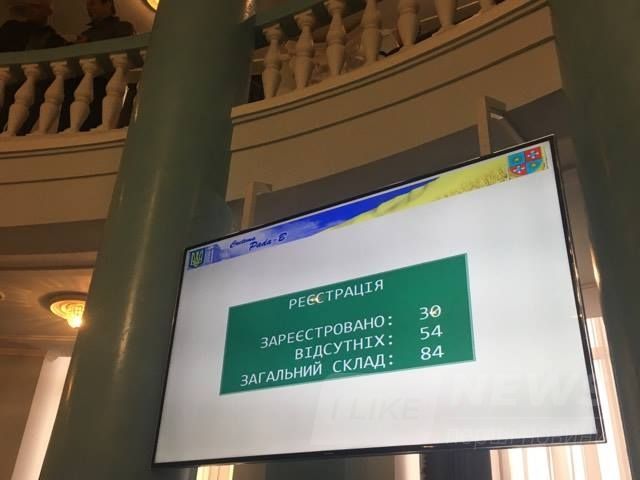 Система
Рада-В
РЕЄСТРАЦІЯ
ЗАРЕЄСТРОВАНО: 30
ВІДСУТНІХ: 54
ЗАГАЛЬНИЙ СКЛАД: 84
I LIKE NEWS